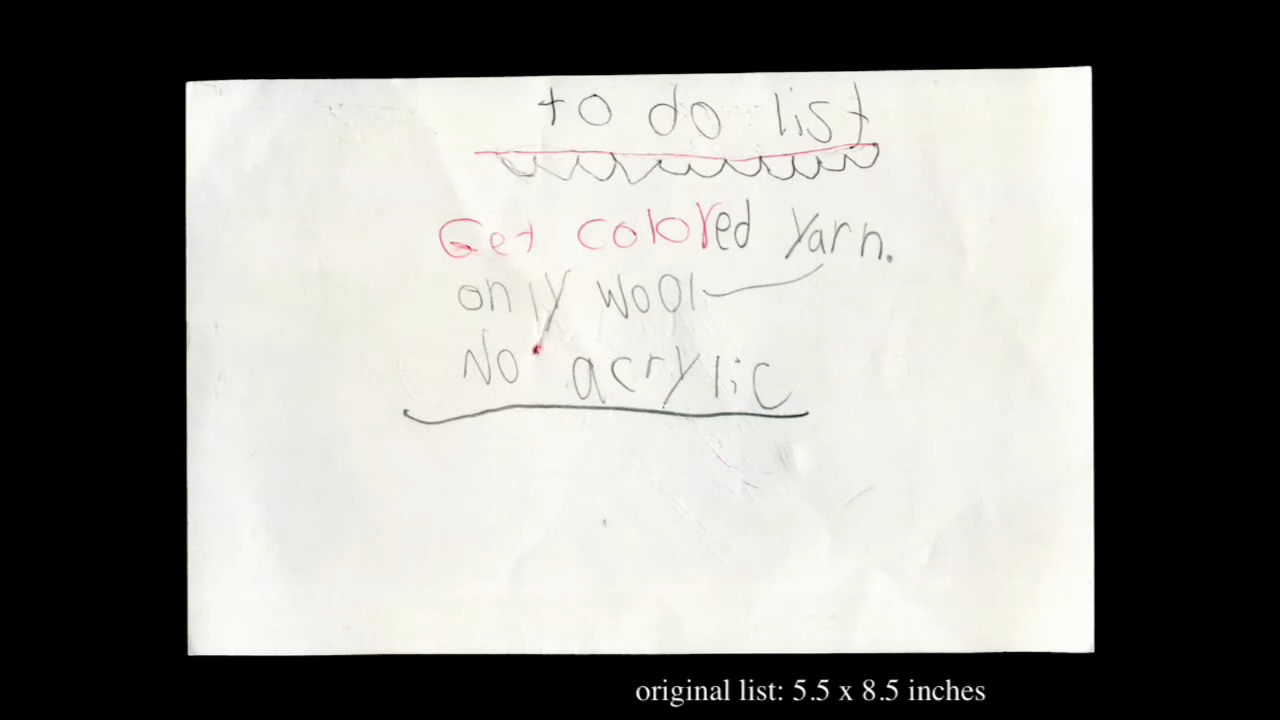 to do list
Get colored yarn.
only wool
No acrylic
original list: 5.5 x 8.5 inches